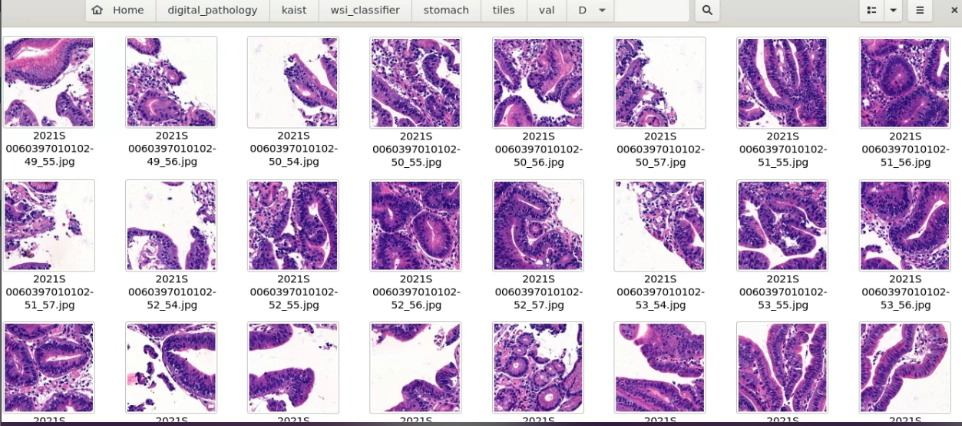 Home digital_pathology kaist wsi_classifier stomach tiles val D
2021S 0060397010102-49_55.jpg
2021S 0060397010102-49_56.jpg
2021S 0060397010102-50_54.jpg
2021S 0060397010102-50_55.jpg
2021S 0060397010102-50_56.jpg
2021S 0060397010102-50_57.jpg
2021S 0060397010102-51_55.jpg
2021S 0060397010102-51_56.jpg
2021S 0060397010102-51_57.jpg
2021S 0060397010102-52_54.jpg
2021S 0060397010102-52_55.jpg
2021S 0060397010102-52_56.jpg
2021S 0060397010102-52_57.jpg
2021S 0060397010102-53_54.jpg
2021S 0060397010102-53_55.jpg
2021S 0060397010102-53_56.jpg
2021S 2021S 2021S 2021S 2021S 2021S 2021S 2021S